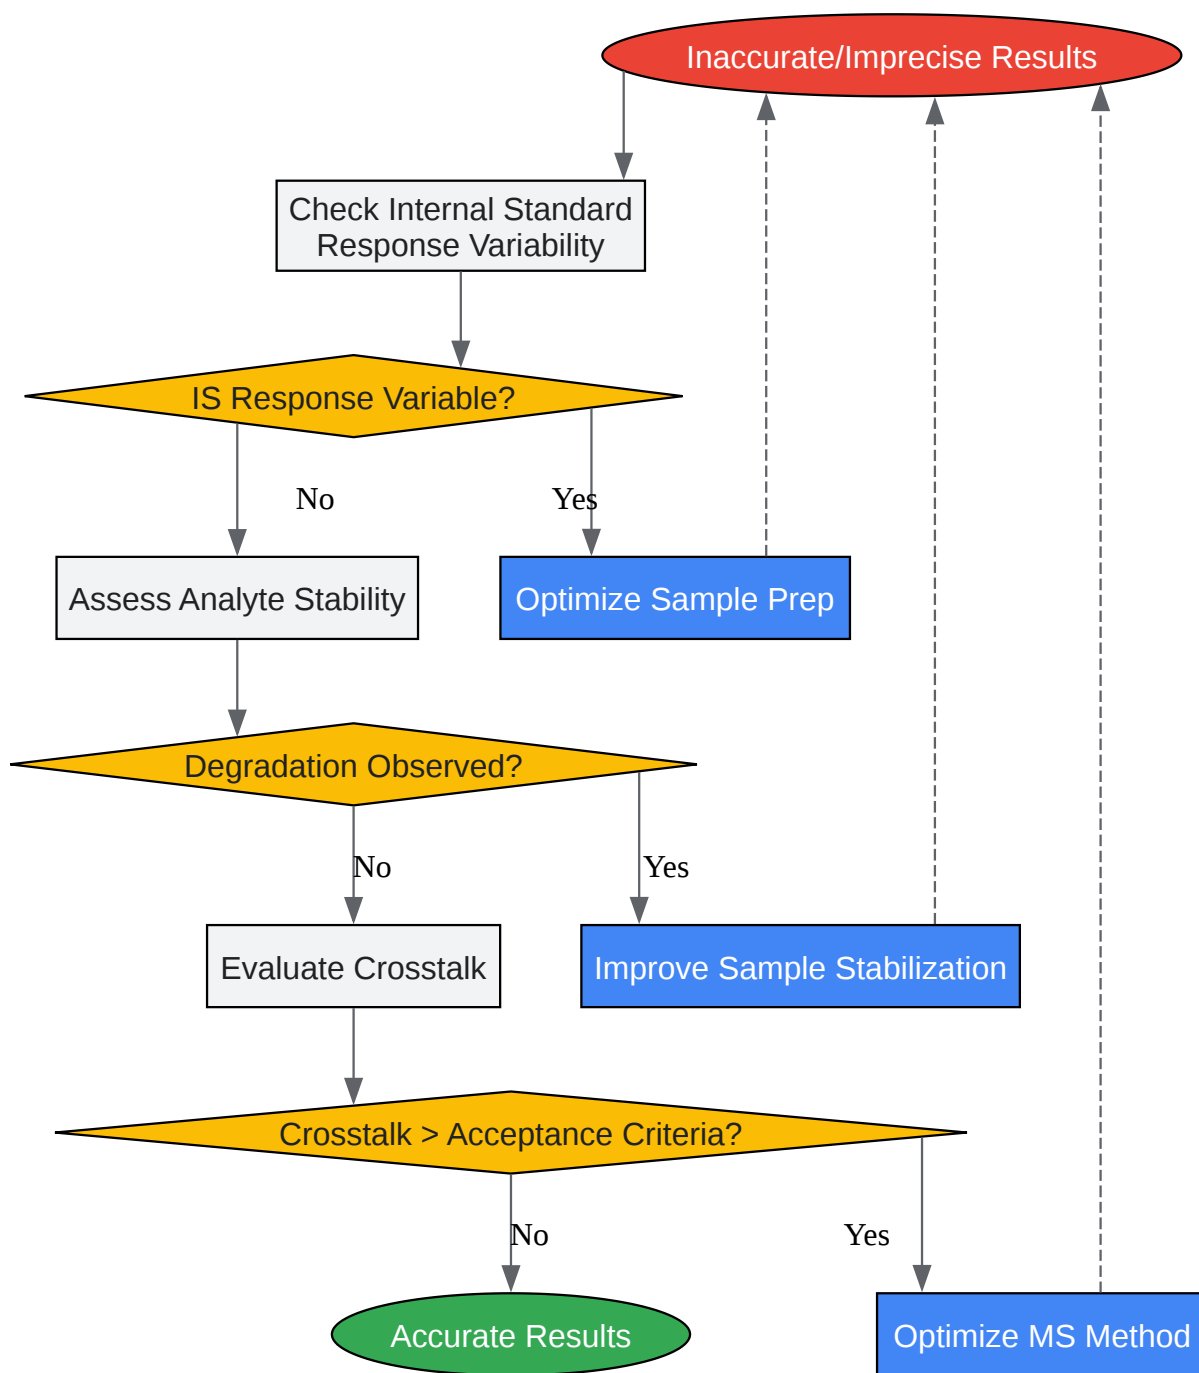 Inaccurate/Imprecise Results
Check Internal Standard
Response Variability
IS Response Variable?
No
Yes
Assess Analyte Stability
Optimize Sample Prep
Degradation Observed?
No
Yes
Evaluate Crosstalk
Improve Sample Stabilization
Crosstalk > Acceptance Criteria?
No
Yes
Accurate Results
Optimize MS Method